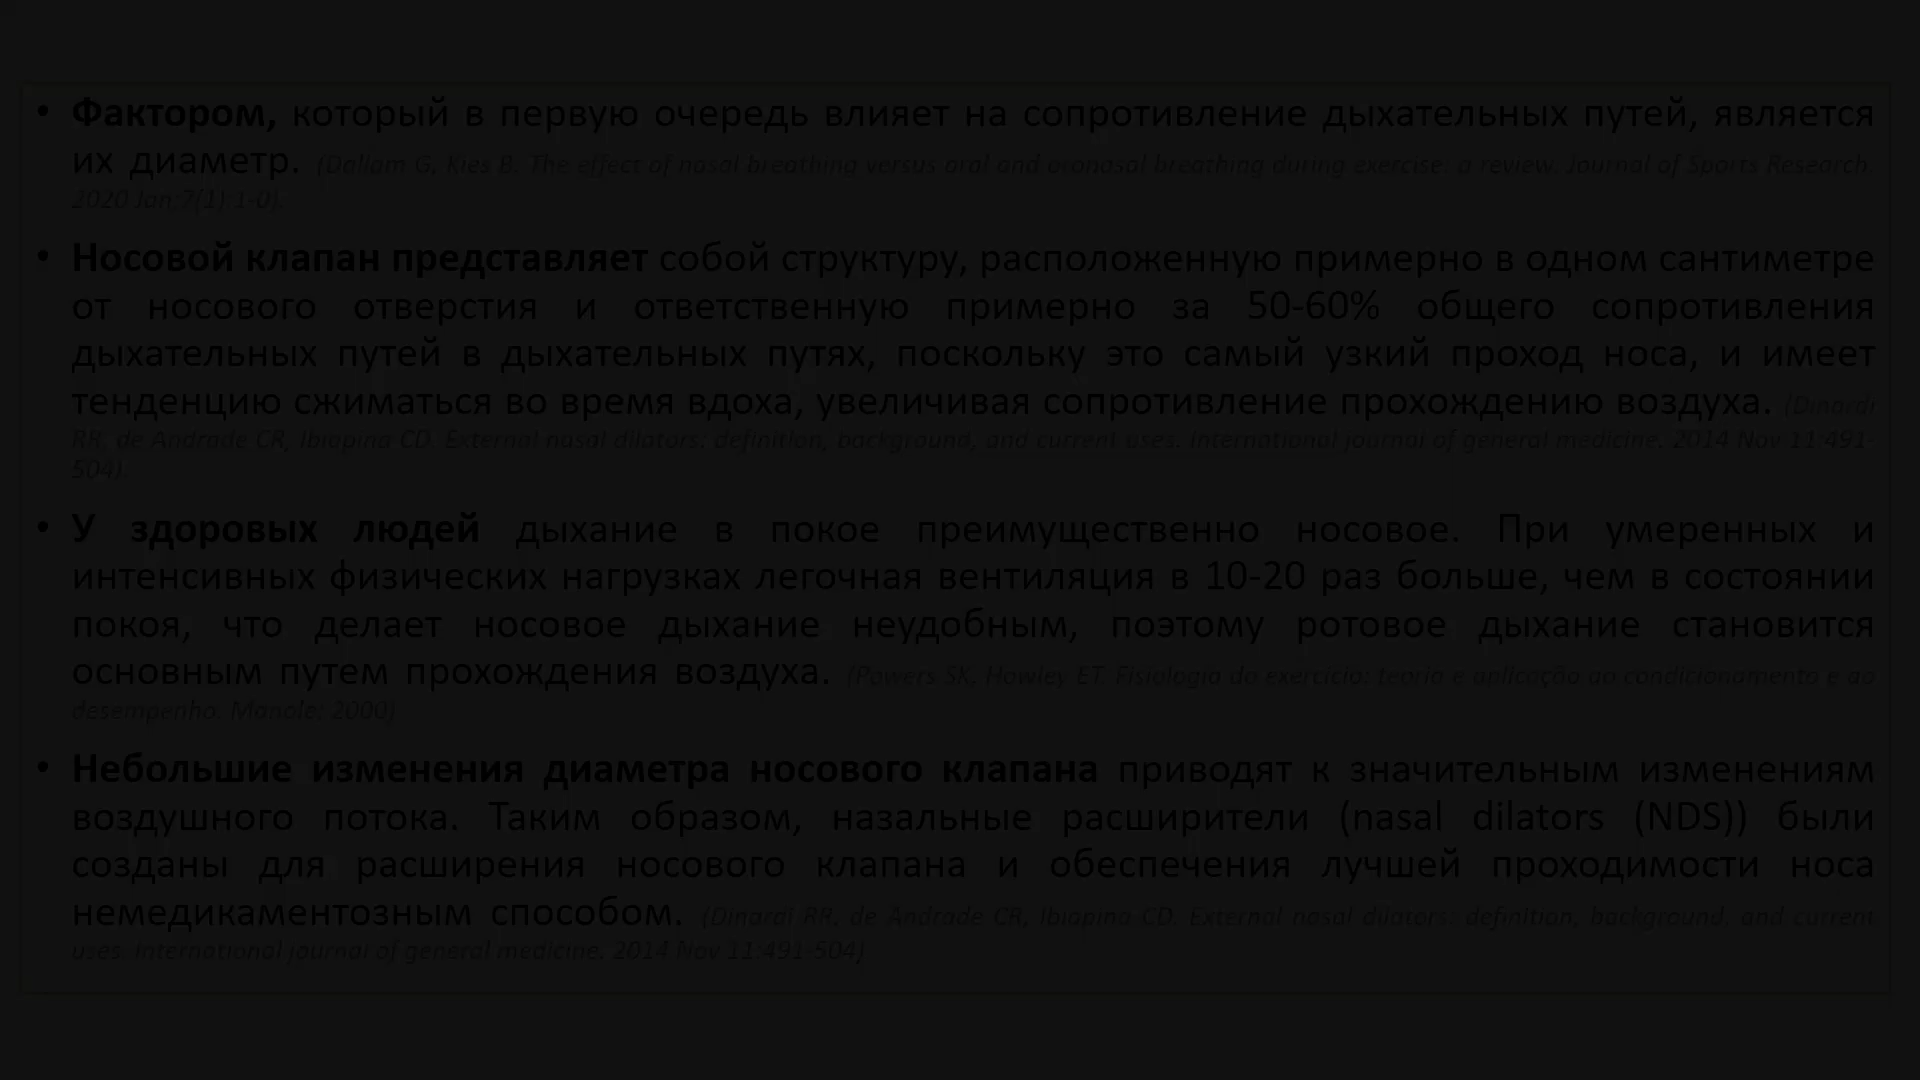 • Фактором, который в первую очередь влияет на сопротивление дыхательных путей, является
их диаметр. (Dallam G, Kies B. The effect of nasal breathing versus oral and oronasal breathing during exercise: a review. Journal of Sports Research.
2020 Jan;7(1):1-0).
• Носовой клапан представляет собой структуру, расположенную примерно в одном сантиметре
от носового отверстия и ответственную примерно за 50-60% общего сопротивления
дыхательных путей в дыхательных путях, поскольку это самый узкий проход носа, и имеет
тенденцию сжиматься во время вдоха, увеличивая сопротивление прохождению воздуха. (Dinardi
RR, de Andrade CR, Ibiapina CD. External nasal dilators: definition, background, and current uses. International journal of general medicine. 2014 Nov 11:491-
504).
• У здоровых людей дыхание в покое преимущественно носовое. При умеренных и
интенсивных физических нагрузках легочная вентиляция в 10-20 раз больше, чем в состоянии
покоя, что делает носовое дыхание неудобным, поэтому ротовое дыхание становится
основным путем прохождения воздуха. (Powers SK, Howley ET. Fisiologia do exercício: teoria e aplicação ao condicionamento e ao
desempenho. Manole; 2000)
• Небольшие изменения диаметра носового клапана приводят к значительным изменениям
воздушного потока. Таким образом, назальные расширители (nasal dilators (NDS)) были
созданы для расширения носового клапана и обеспечения лучшей проходимости носа
немедикаментозным способом. (Dinardi RR, de Andrade CR, Ibiapina CD. External nasal dilators: definition, background, and current
uses. International journal of general medicine. 2014 Nov 11:491-504)